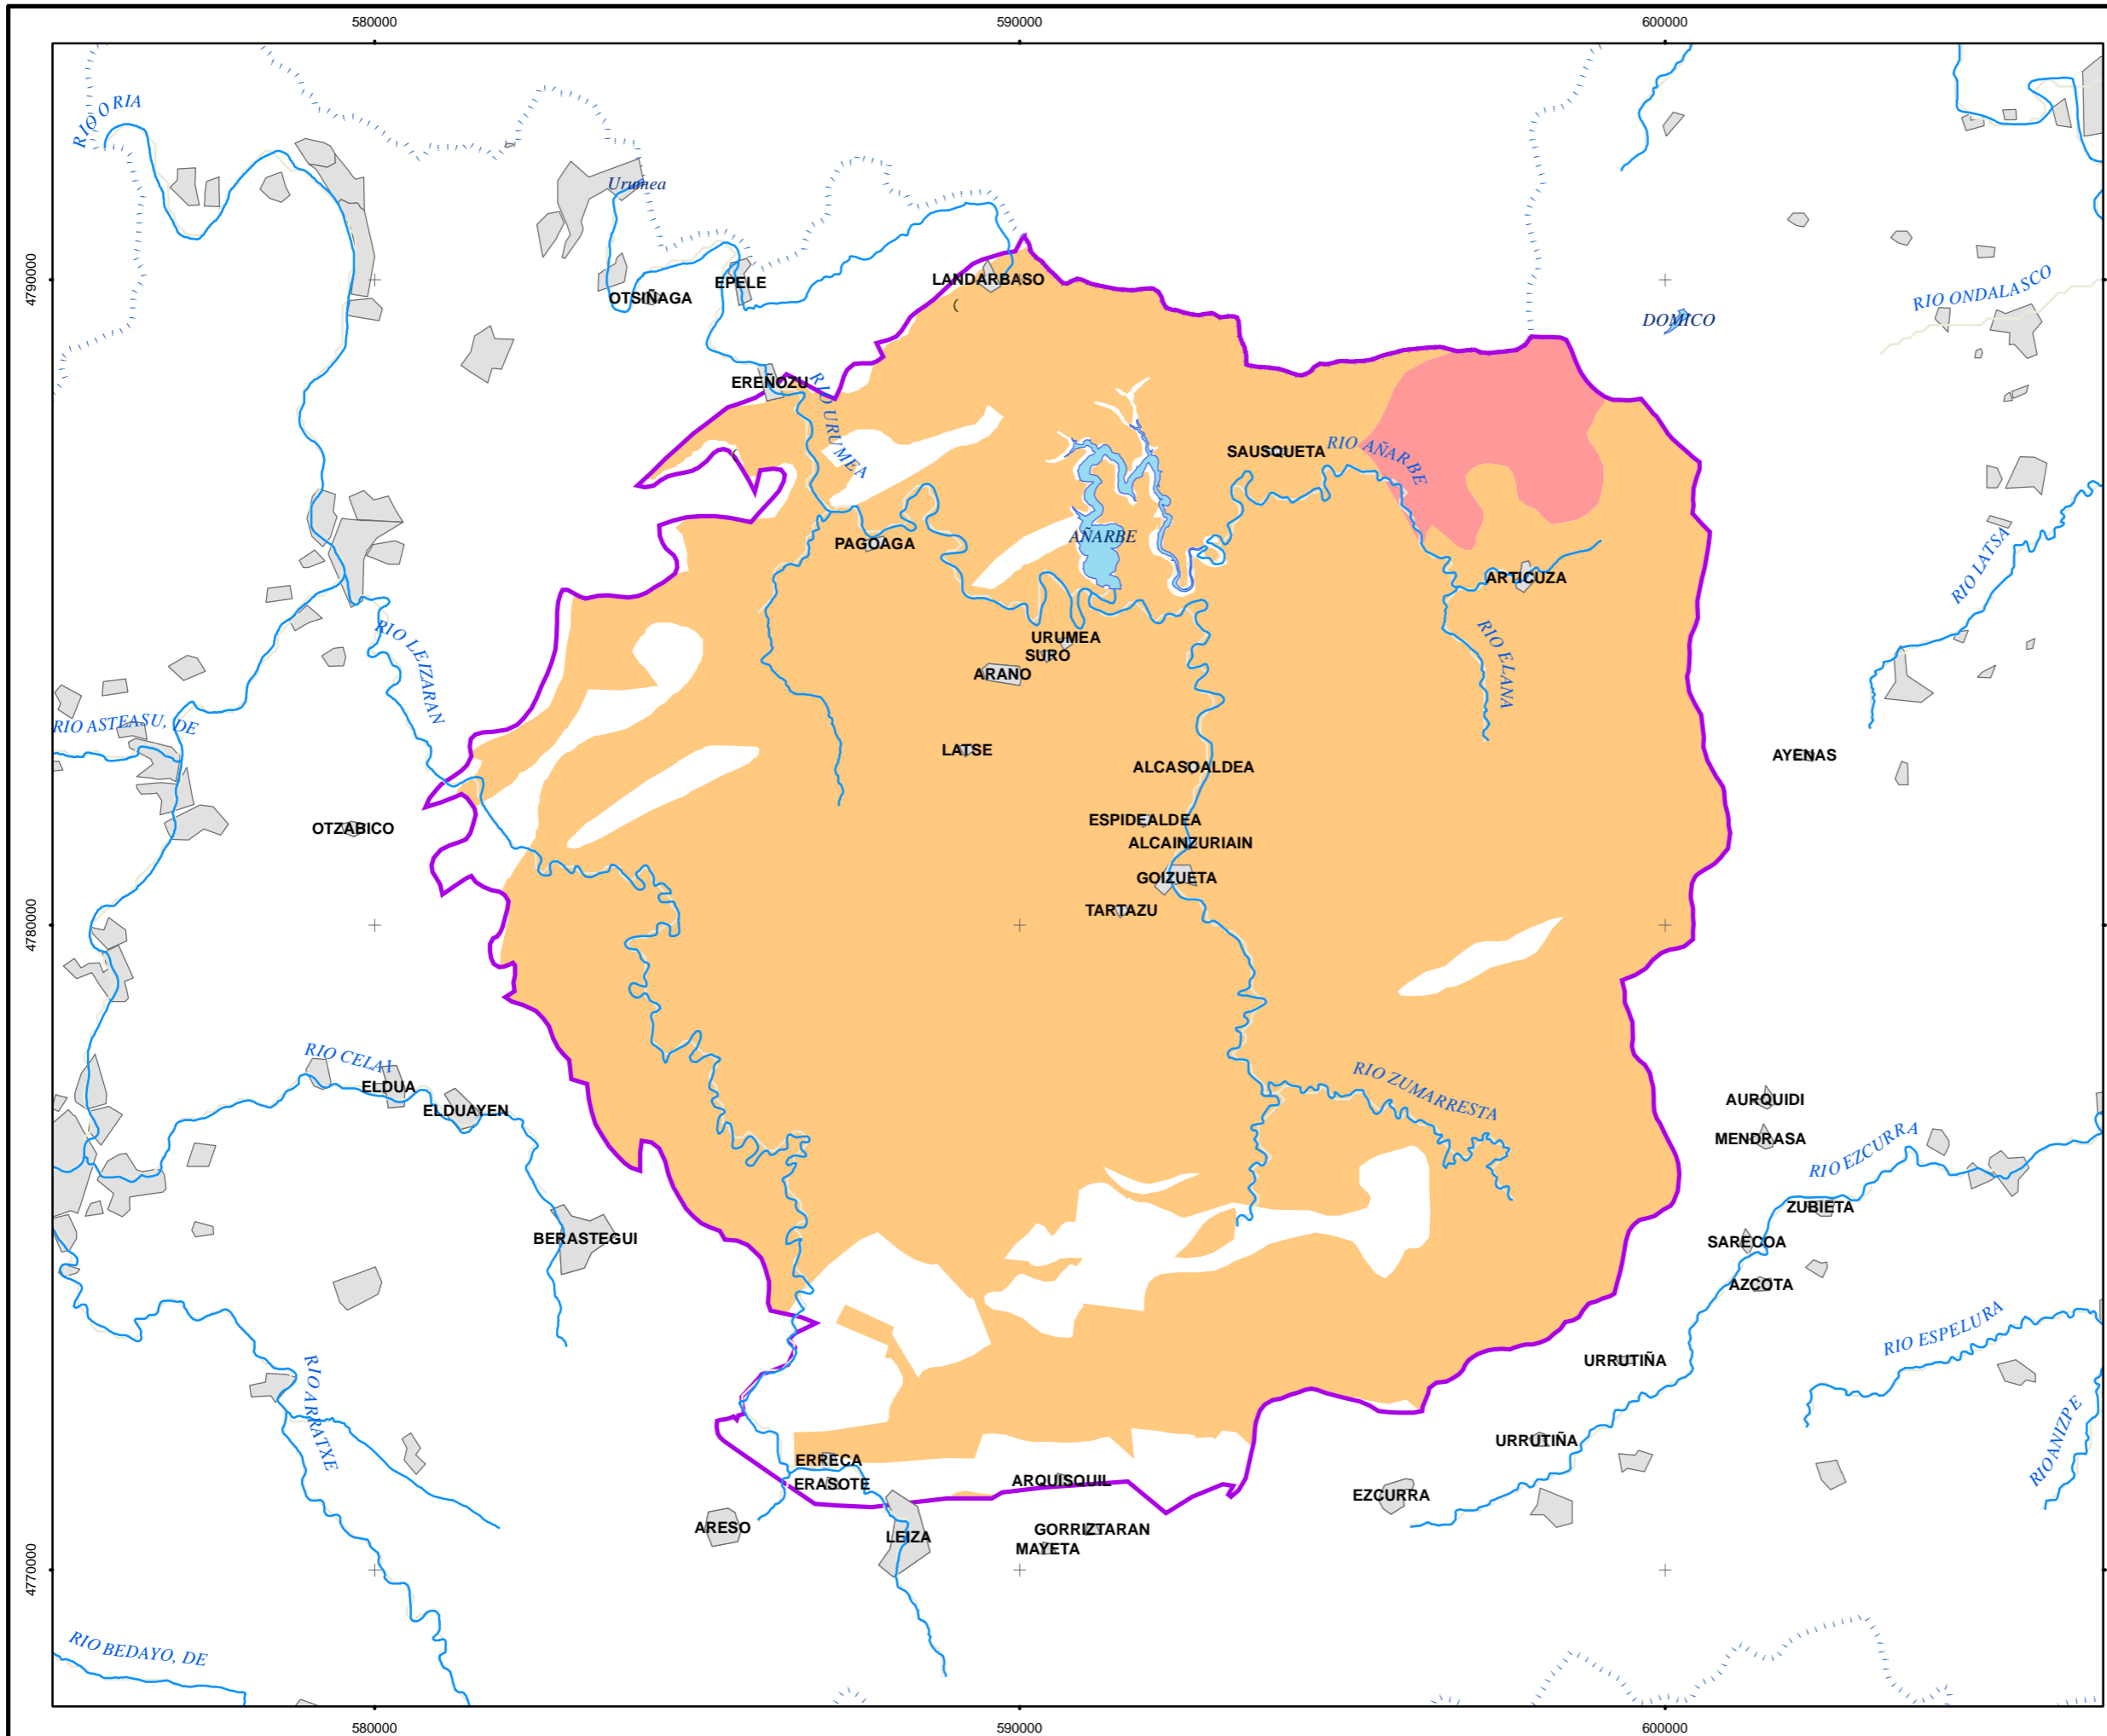 580000
590000
600000
RIO O RIA
Urumea
4790000
LANDARBASO
EPELE
OTSIÑAGA
RIO ONDALASCO
DOMICO
EREÑOZU
RIO URUMEA
SAUSQUETA
RIO AÑARBE
PAGOAGA
AÑARBE
RIO LATSA
ARTICUZA
RIO LEIZARAN
URUMEA
SURO
RIO ELANA
ARANO
RIO ASTEASU, DE
LATSE
AYENAS
ALCASOALDEA
ESPIDEALDEA
OTZABICO
ALCAINZURIAIN
GOIZUETA
TARTAZU
4780000
RIO CELAI
ELDUA
ELDUAYEN
RIO ZUMARRESTA
AURQUIDI
MENDRASA
RIO EZCURRA
ZUBIETA
BERASTEGUI
SARECOA
AZCOTA
RIO ESPELURA
URRUTIÑA
RIO ARRATXE
URRUTIÑA
RIO ANIZPE
ERRECA
ERASOTE
ARQUISQUIL
EZCURRA
ARESO
LEIZA
GORRIZTARAN
MAYETA
4770000
RIO BEDAYO, DE
580000
590000
600000